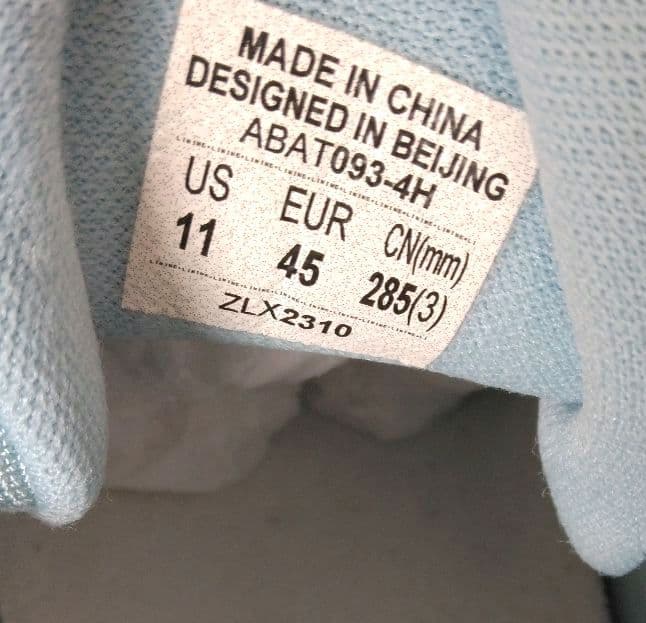 MADE IN CHINA
DESIGNED IN BEIJING
ABAT093-4H
US EUR CN(mm)
11 45 285(3)
ZLX2310